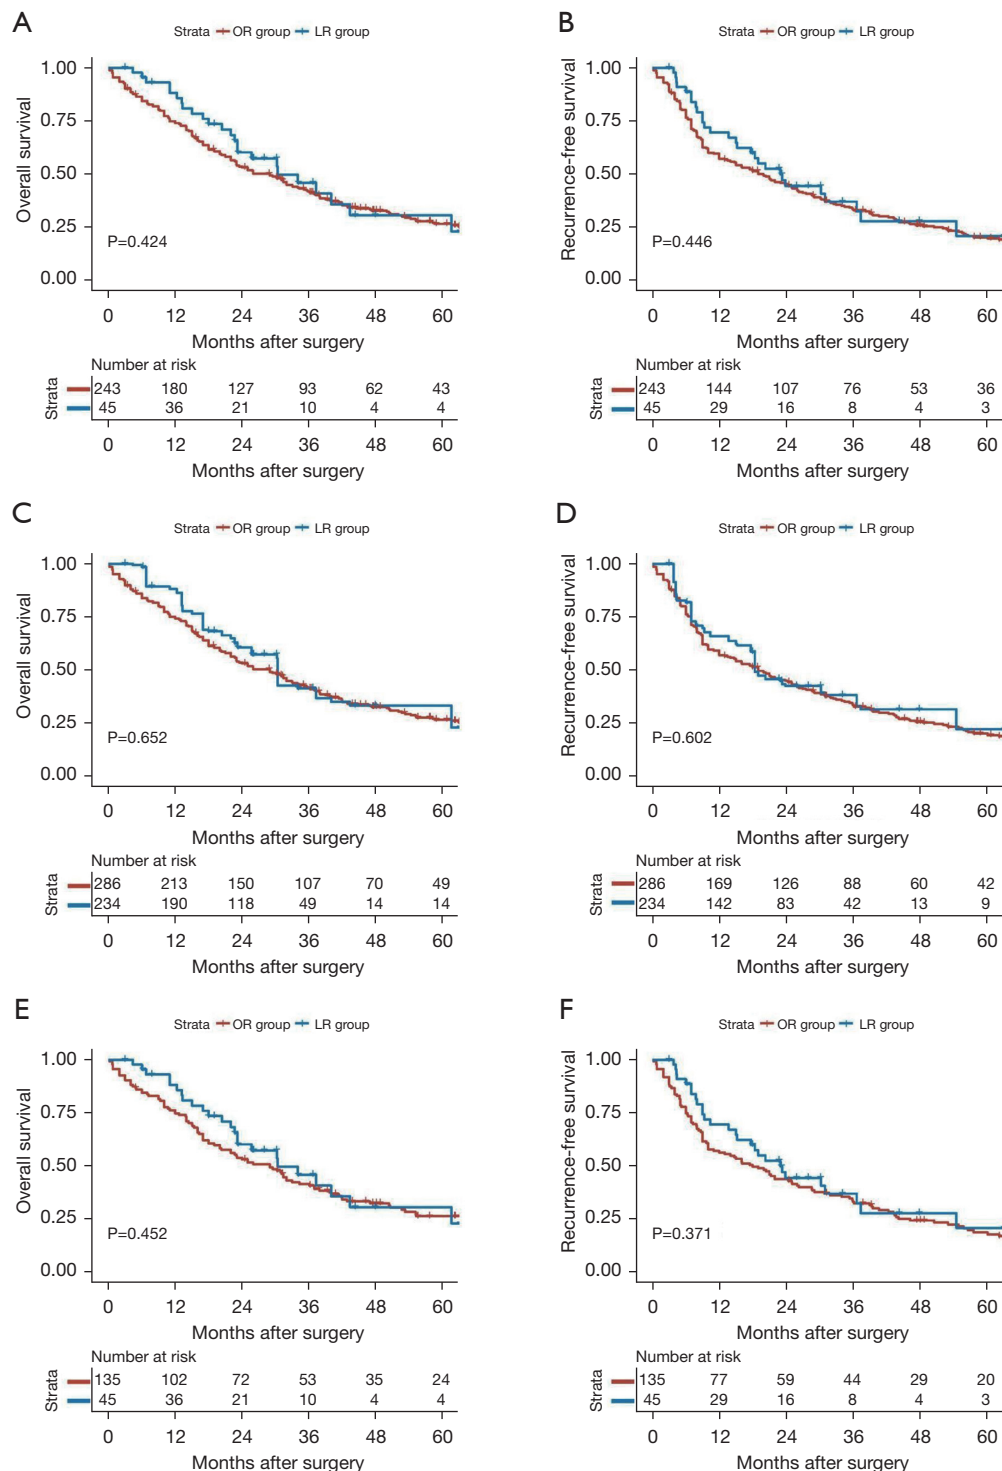 A
Strata OR group LR group
1.00
0.75
0.50
0.25
0.00
Overall survival
P=0.424
0 12 24 36 48 60
Months after surgery
Number at risk
Strata
243 180 127 93 62 43
45 36 21 10 4 4
0 12 24 36 48 60
Months after surgery
B
Strata OR group LR group
1.00
0.75
0.50
0.25
0.00
Recurrence-free survival
P=0.446
0 12 24 36 48 60
Months after surgery
Number at risk
Strata
243 144 107 76 53 36
45 29 16 8 4 3
0 12 24 36 48 60
Months after surgery
C
Strata OR group LR group
1.00
0.75
0.50
0.25
0.00
Overall survival
P=0.652
0 12 24 36 48 60
Months after surgery
Number at risk
Strata
286 213 150 107 70 49
234 190 118 49 14 14
0 12 24 36 48 60
Months after surgery
D
Strata OR group LR group
1.00
0.75
0.50
0.25
0.00
Recurrence-free survival
P=0.602
0 12 24 36 48 60
Months after surgery
Number at risk
Strata
286 169 126 88 60 42
234 142 83 42 13 9
0 12 24 36 48 60
Months after surgery
E
Strata OR group LR group
1.00
0.75
0.50
0.25
0.00
Overall survival
P=0.452
0 12 24 36 48 60
Months after surgery
Number at risk
Strata
135 102 72 53 35 24
45 36 21 10 4 4
0 12 24 36 48 60
Months after surgery
F
Strata OR group LR group
1.00
0.75
0.50
0.25
0.00
Recurrence-free survival
P=0.371
0 12 24 36 48 60
Months after surgery
Number at risk
Strata
135 77 59 44 29 20
45 29 16 8 4 3
0 12 24 36 48 60
Months after surgery